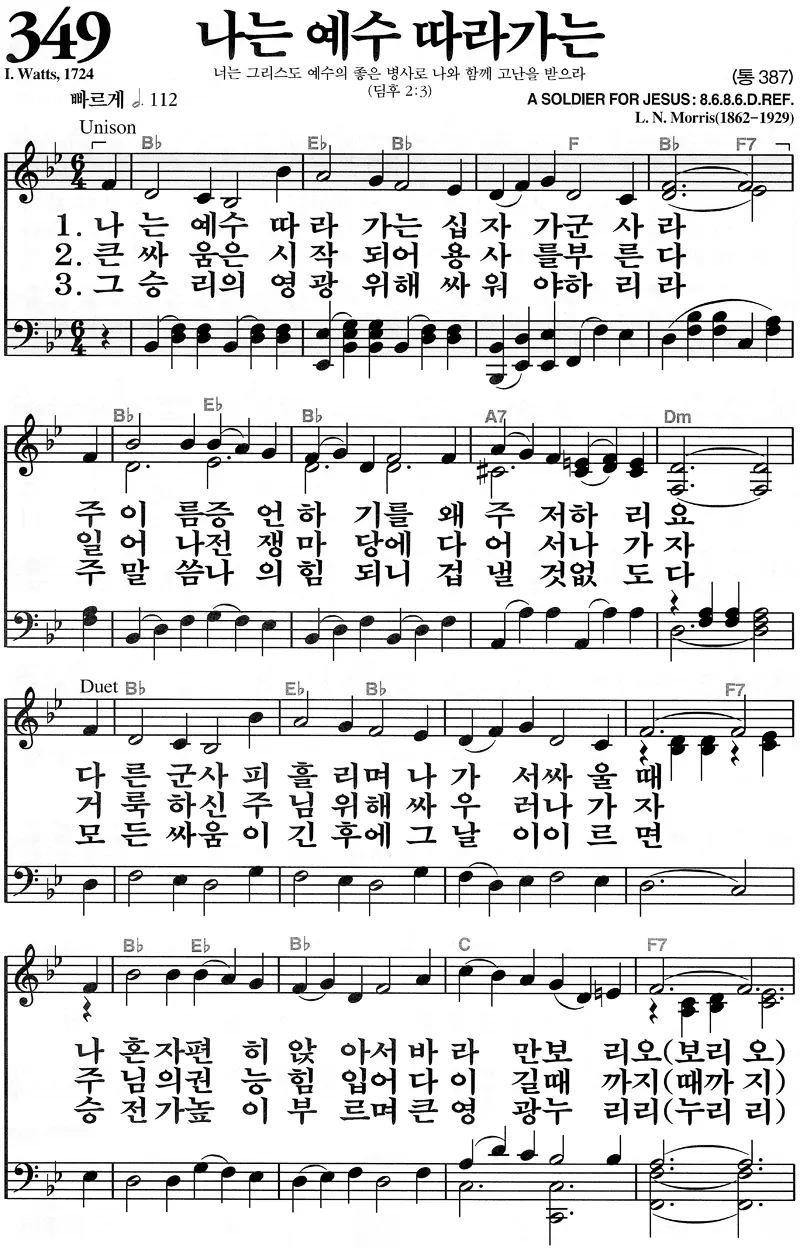 349 나는 예수 따라가는
I. Watts, 1724 너는 그리스도 예수의 좋은 병사로 나와 함께 고난을 받으라 (통 387)
빠르게 𝅗𝅥. 112 (딤후 2:3) A SOLDIER FOR JESUS: 8.6.8.6.D.REF.
L. N. Morris(1862-1929)
Unison
B♭ E♭ B♭ F B♭ F7
6/4
1. 나 는 예수 따 라 가는 십 자 가군 사 라
2. 큰 싸 움은 시 작 되어 용 사 를부 른 다
3. 그 승 리의 영 광 위해 싸 워 야하 리 라
6/4
B♭ E♭ B♭ A7 Dm
주 이 름증 언 하 기를 왜 주 저하 리 요
일 어 나전 쟁 마 당에 다 어 서나 가 자
주 말 씀나 의 힘 되니 겁 낼 것없 도 다
Duet B♭ E♭ B♭ F7
다 른 군사 피 흘 리며 나 가 서싸 울 때
거 룩 하신 주 님 위해 싸 우 러나 가 자
모 든 싸움 이 긴 후에 그 날 이이 르 면
B♭ E♭ B♭ C F7
나 혼 자편 히 앉 아서 바 라 만보 리오(보리 오)
주 님 의권 능 힘 입어 다 이 길때 까지(때까 지)
승 전 가높 이 부 르며 큰 영 광누 리리(누리 리)